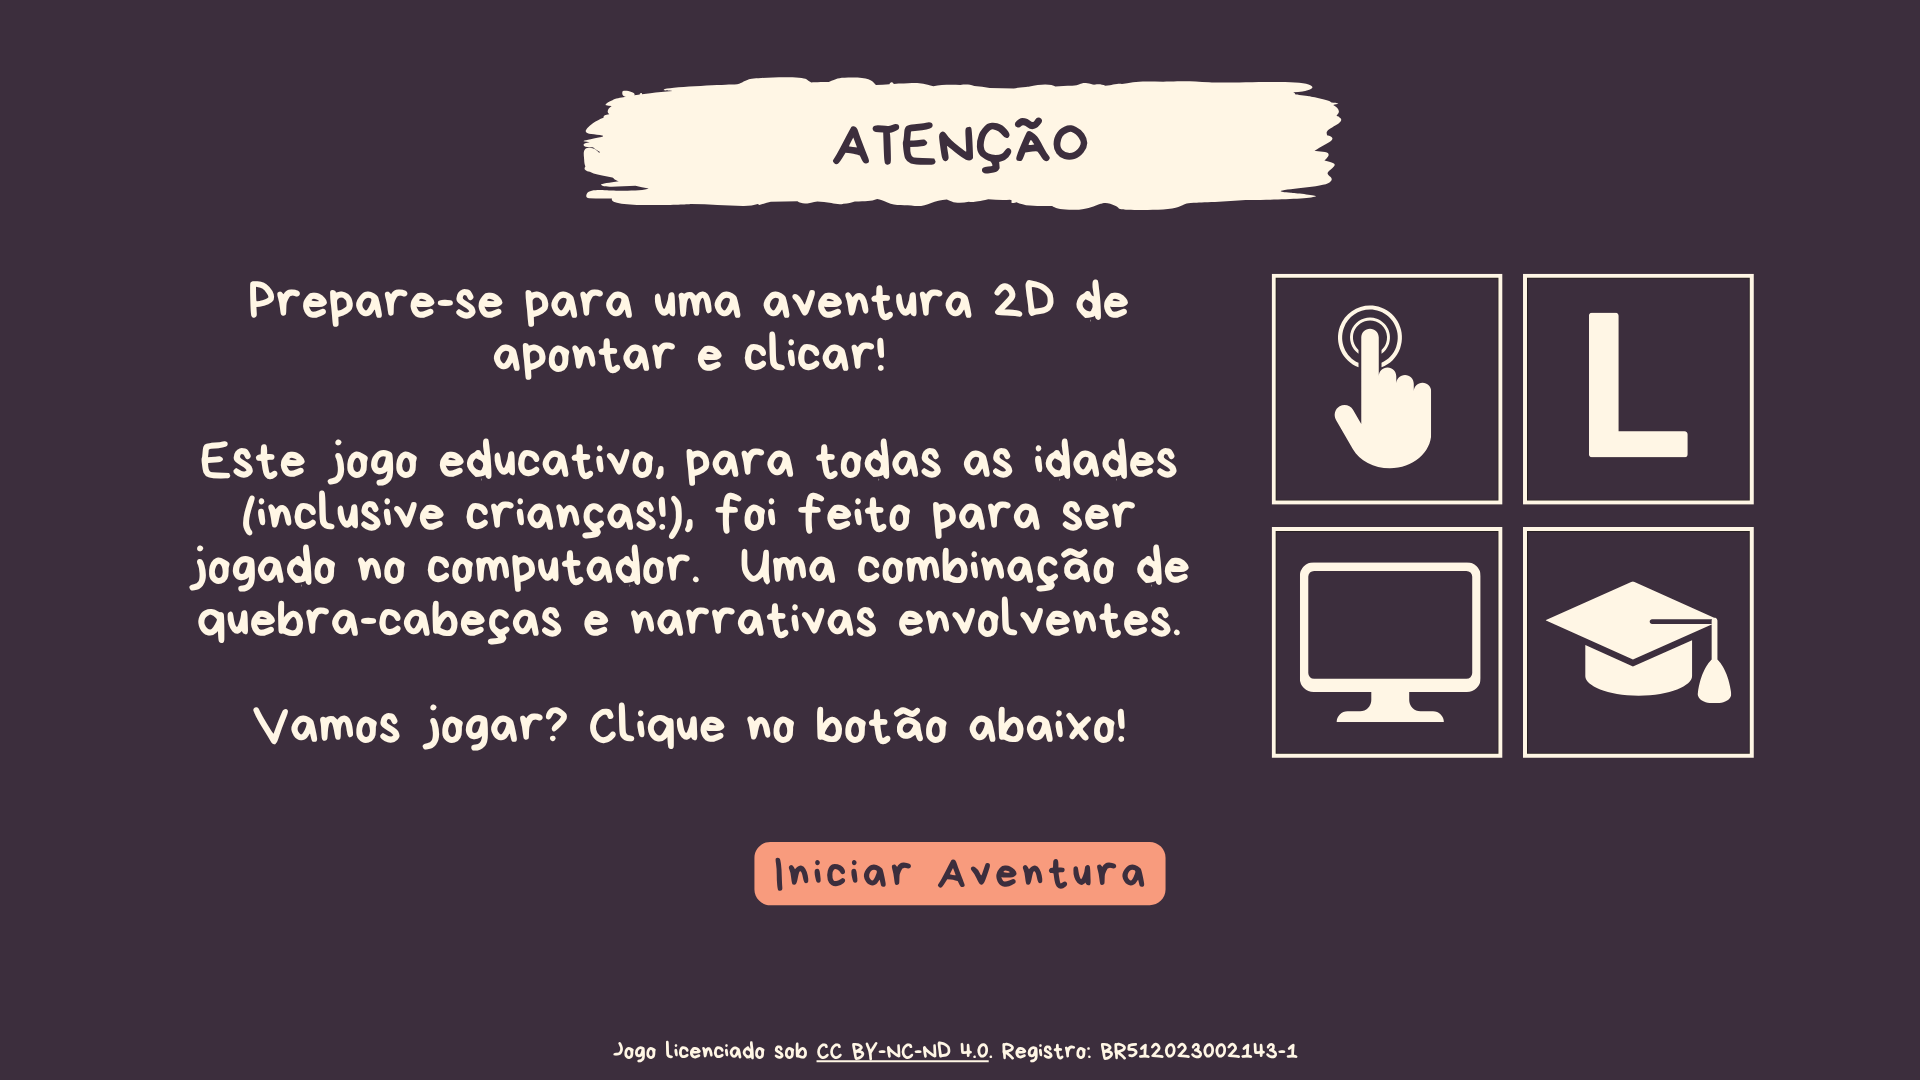 ATENÇÃO
Prepare-se para uma aventura 2D de
apontar e clicar!
Este jogo educativo, para todas as idades
(inclusive crianças!), foi feito para ser
jogado no computador. Uma combinação de
quebra-cabeças e narrativas envolventes.
Vamos jogar? Clique no botão abaixo!
L
Iniciar Aventura
Jogo licenciado sob CC BY-NC-ND 4.0. Registro: BR512023002143-1